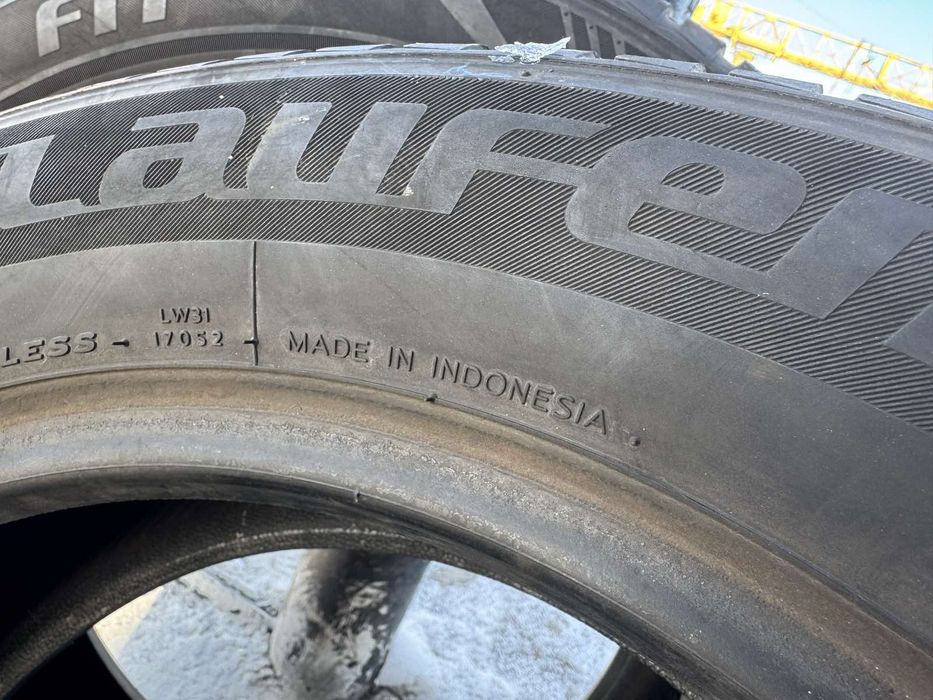 FIT
Laufen
LESS
LW31
17052
MADE IN INDONESIA